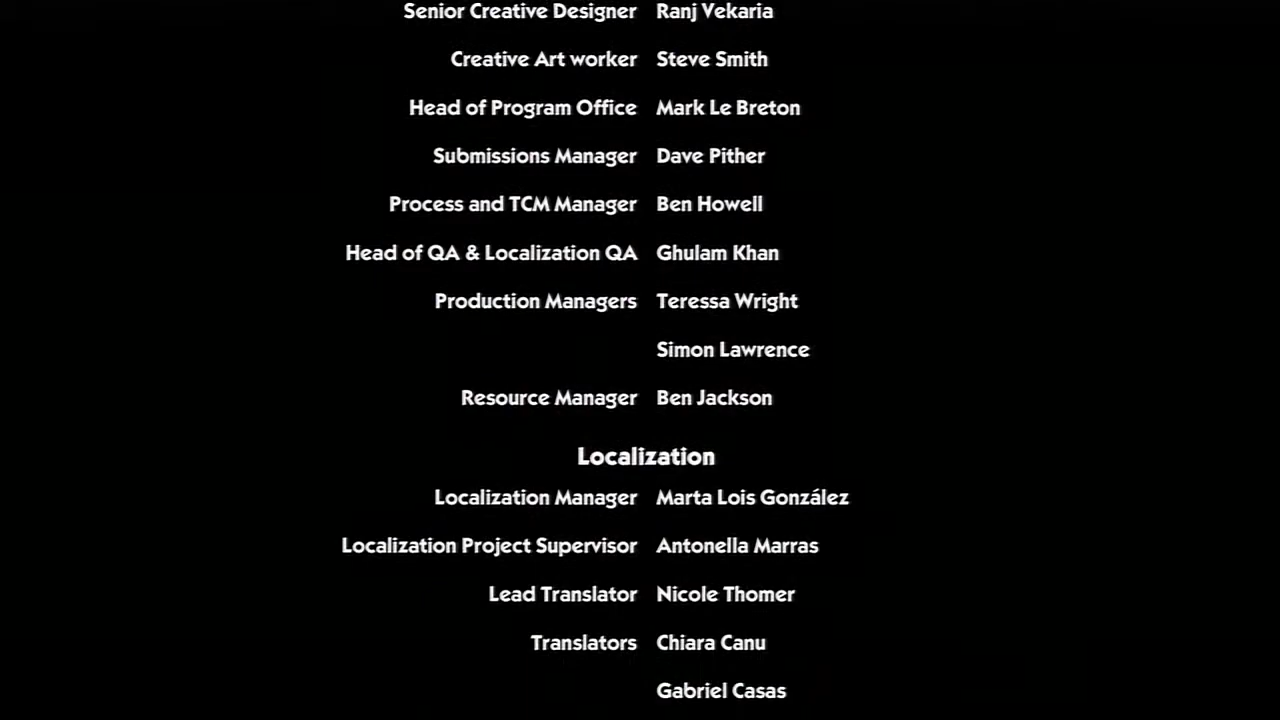 Senior Creative Designer Ranj Vekaria
Creative Art worker Steve Smith
Head of Program Office Mark Le Breton
Submissions Manager Dave Pither
Process and TCM Manager Ben Howell
Head of QA & Localization QA Ghulam Khan
Production Managers Teressa Wright
Simon Lawrence
Resource Manager Ben Jackson
Localization
Localization Manager Marta Lois González
Localization Project Supervisor Antonella Marras
Lead Translator Nicole Thomer
Translators Chiara Canu
Gabriel Casas